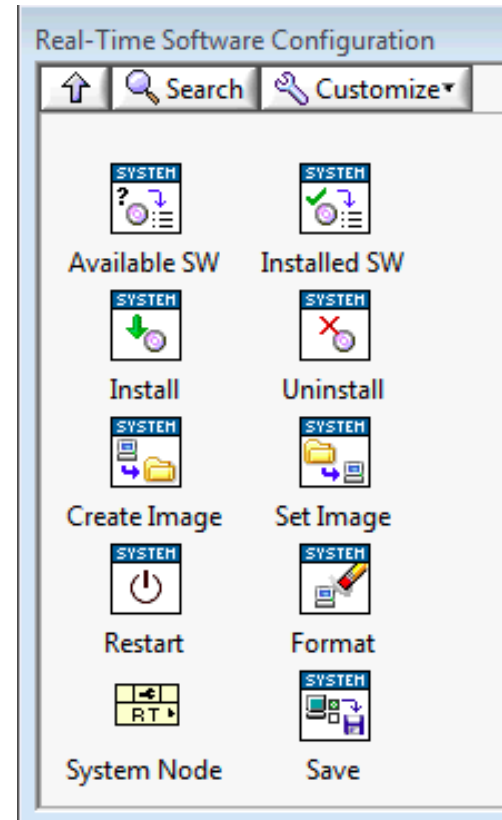 Real-Time Software Configuration
Search Customize
SYSTEM SYSTEM
?
Available SW Installed SW
SYSTEM SYSTEM
Install Uninstall
SYSTEM SYSTEM
Create Image Set Image
SYSTEM SYSTEM
Restart Format
SYSTEM
RT
System Node Save